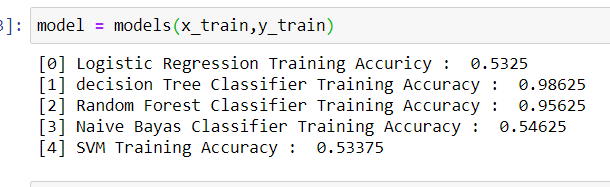 ]: model = models(x_train,y_train)
[0] Logistic Regression Training Accuricy :  0.5325
[1] decision Tree Classifier Training Accuracy :  0.98625
[2] Random Forest Classifier Training Accuracy :  0.95625
[3] Naive Bayas Classifier Training Accuracy :  0.54625
[4] SVM Training Accuracy :  0.53375